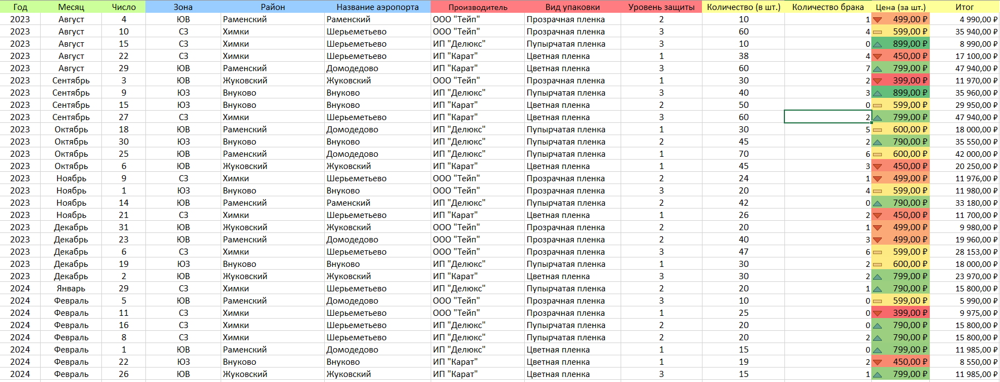 Год Месяц Число Зона Район Название аэропорта Производитель Вид упаковки Уровень защиты Количество (в шт.) Количество брака Цена (за шт.) Итог
2023 Август 4 ЮВ Раменский Раменский ООО "Тейп" Прозрачная пленка 2 10 1 499,00 ₽ 4 990,00 ₽
2023 Август 10 СЗ Химки Шерьеметьево ООО "Тейп" Прозрачная пленка 3 60 4 599,00 ₽ 35 940,00 ₽
2023 Август 15 СЗ Химки Шерьеметьево ИП "Делюкс" Пупырчатая пленка 3 10 0 899,00 ₽ 8 990,00 ₽
2023 Август 22 СЗ Химки Шерьеметьево ИП "Карат" Цветная пленка 1 38 4 450,00 ₽ 17 100,00 ₽
2023 Август 29 ЮВ Раменский Домодедово ИП "Карат" Цветная пленка 3 60 7 799,00 ₽ 47 940,00 ₽
2023 Сентябрь 3 ЮВ Жуковский Жуковский ООО "Тейп" Прозрачная пленка 1 30 2 399,00 ₽ 11 970,00 ₽
2023 Сентябрь 9 ЮЗ Внуково Внуково ИП "Делюкс" Пупырчатая пленка 3 40 3 899,00 ₽ 35 960,00 ₽
2023 Сентябрь 15 ЮЗ Внуково Внуково ИП "Карат" Цветная пленка 2 50 0 599,00 ₽ 29 950,00 ₽
2023 Сентябрь 27 СЗ Химки Шерьеметьево ИП "Карат" Цветная пленка 3 60 2 799,00 ₽ 47 940,00 ₽
2023 Октябрь 18 ЮВ Раменский Домодедово ИП "Делюкс" Пупырчатая пленка 1 30 5 600,00 ₽ 18 000,00 ₽
2023 Октябрь 30 ЮЗ Внуково Внуково ИП "Делюкс" Пупырчатая пленка 2 45 2 790,00 ₽ 35 550,00 ₽
2023 Октябрь 25 ЮВ Раменский Домодедово ИП "Делюкс" Пупырчатая пленка 1 70 6 600,00 ₽ 42 000,00 ₽
2023 Октябрь 6 ЮВ Жуковский Жуковский ИП "Карат" Цветная пленка 1 45 3 450,00 ₽ 20 250,00 ₽
2023 Ноябрь 9 СЗ Химки Шерьеметьево ООО "Тейп" Прозрачная пленка 2 24 1 499,00 ₽ 11 976,00 ₽
2023 Ноябрь 1 ЮЗ Внуково Внуково ООО "Тейп" Прозрачная пленка 3 20 4 599,00 ₽ 11 980,00 ₽
2023 Ноябрь 14 ЮВ Раменский Раменский ИП "Делюкс" Пупырчатая пленка 2 42 0 790,00 ₽ 33 180,00 ₽
2023 Ноябрь 21 СЗ Химки Шерьеметьево ИП "Карат" Цветная пленка 1 26 2 450,00 ₽ 11 700,00 ₽
2023 Декабрь 31 ЮВ Жуковский Жуковский ООО "Тейп" Прозрачная пленка 2 20 1 499,00 ₽ 9 980,00 ₽
2023 Декабрь 23 ЮВ Раменский Домодедово ООО "Тейп" Прозрачная пленка 2 40 3 499,00 ₽ 19 960,00 ₽
2023 Декабрь 6 СЗ Химки Шерьеметьево ООО "Тейп" Прозрачная пленка 3 47 6 599,00 ₽ 28 153,00 ₽
2023 Декабрь 19 ЮЗ Внуково Внуково ИП "Делюкс" Пупырчатая пленка 1 30 2 600,00 ₽ 18 000,00 ₽
2023 Декабрь 2 ЮВ Жуковский Жуковский ИП "Карат" Цветная пленка 3 30 2 799,00 ₽ 23 970,00 ₽
2024 Январь 29 СЗ Химки Шерьеметьево ИП "Делюкс" Пупырчатая пленка 2 20 1 790,00 ₽ 15 800,00 ₽
2024 Февраль 5 ЮВ Раменский Домодедово ООО "Тейп" Прозрачная пленка 3 10 0 599,00 ₽ 5 990,00 ₽
2024 Февраль 11 СЗ Химки Шерьеметьево ООО "Тейп" Прозрачная пленка 1 25 0 399,00 ₽ 9 975,00 ₽
2024 Февраль 16 СЗ Химки Шерьеметьево ИП "Делюкс" Пупырчатая пленка 2 20 0 790,00 ₽ 15 800,00 ₽
2024 Февраль 8 СЗ Химки Шерьеметьево ИП "Делюкс" Пупырчатая пленка 2 20 2 790,00 ₽ 15 800,00 ₽
2024 Февраль 1 ЮВ Раменский Домодедово ИП "Делюкс" Цветная пленка 1 15 0 799,00 ₽ 11 985,00 ₽
2024 Февраль 22 ЮЗ Внуково Внуково ИП "Карат" Цветная пленка 1 19 2 450,00 ₽ 8 550,00 ₽
2024 Февраль 26 ЮВ Жуковский Жуковский ИП "Карат" Цветная пленка 3 15 1 799,00 ₽ 11 985,00 ₽